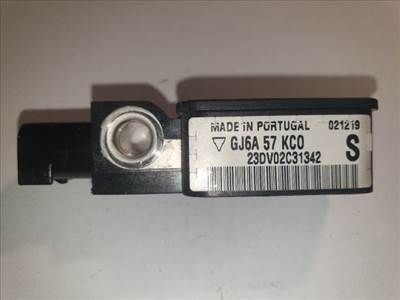 MADE IN PORTUGAL 021219
GJ6A 57 KC0
23DV02C31342
S